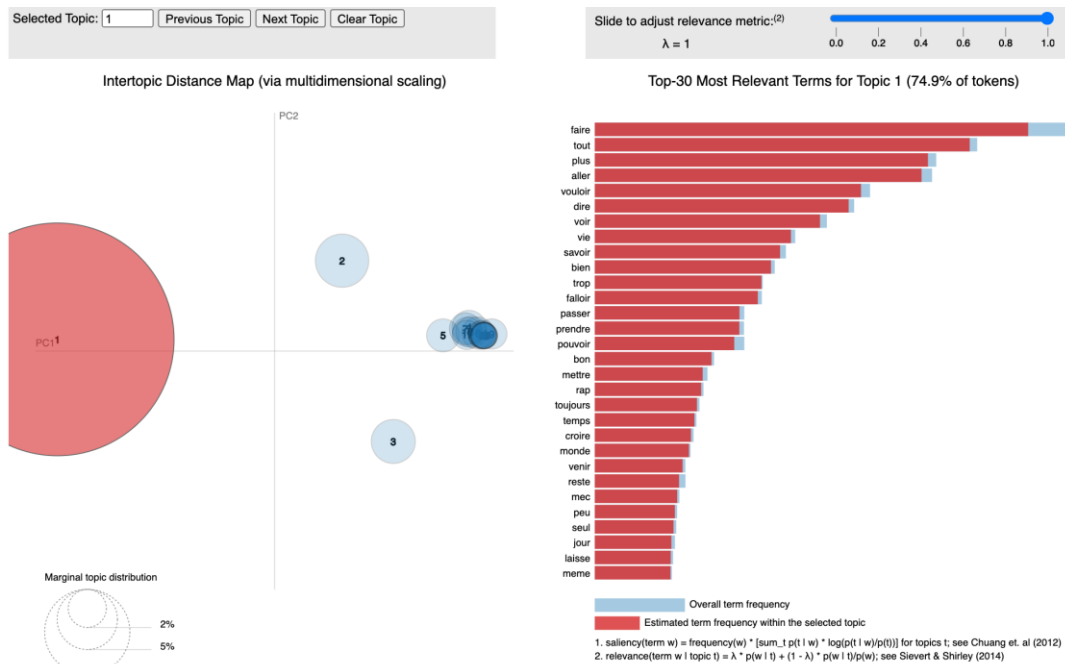 Selected Topic: 1 Previous Topic Next Topic Clear Topic
Slide to adjust relevance metric:(2)
λ = 1
0.0 0.2 0.4 0.6 0.8 1.0
Intertopic Distance Map (via multidimensional scaling)
PC2
PC1
1
2
5
3
Marginal topic distribution
2%
5%
Top-30 Most Relevant Terms for Topic 1 (74.9% of tokens)
faire
tout
plus
aller
vouloir
dire
voir
vie
savoir
bien
trop
falloir
passer
prendre
pouvoir
bon
mettre
rap
toujours
temps
croire
monde
venir
reste
mec
peu
seul
jour
laisse
meme
Overall term frequency
Estimated term frequency within the selected topic
1. saliency(term w) = frequency(w) * [sum_t p(t | w) * log(p(t | w)/p(t))] for topics t; see Chuang et. al (2012)
2. relevance(term w | topic t) = λ * p(w | t) + (1 - λ) * p(w | t)/p(w); see Sievert & Shirley (2014)